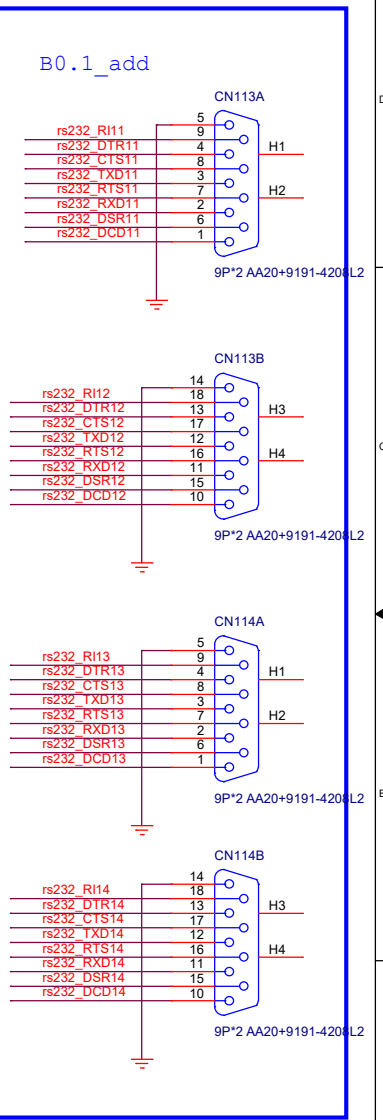 B0.1_add
CN113A
5
rs232_RI11 9
rs232_DTR11 4 H1
rs232_CTS11 8
rs232_TXD11 3
rs232_RTS11 7 H2
rs232_RXD11 2
rs232_DSR11 6
rs232_DCD11 1
9P*2 AA20+9191-4208L2
CN113B
14
rs232_RI12 18
rs232_DTR12 13 H3
rs232_CTS12 17
rs232_TXD12 12
rs232_RTS12 16 H4
rs232_RXD12 11
rs232_DSR12 15
rs232_DCD12 10
9P*2 AA20+9191-4208L2
CN114A
5
rs232_RI13 9
rs232_DTR13 4 H1
rs232_CTS13 8
rs232_TXD13 3
rs232_RTS13 7 H2
rs232_RXD13 2
rs232_DSR13 6
rs232_DCD13 1
9P*2 AA20+9191-4208L2
CN114B
14
rs232_RI14 18
rs232_DTR14 13 H3
rs232_CTS14 17
rs232_TXD14 12
rs232_RTS14 16 H4
rs232_RXD14 11
rs232_DSR14 15
rs232_DCD14 10
9P*2 AA20+9191-4208L2